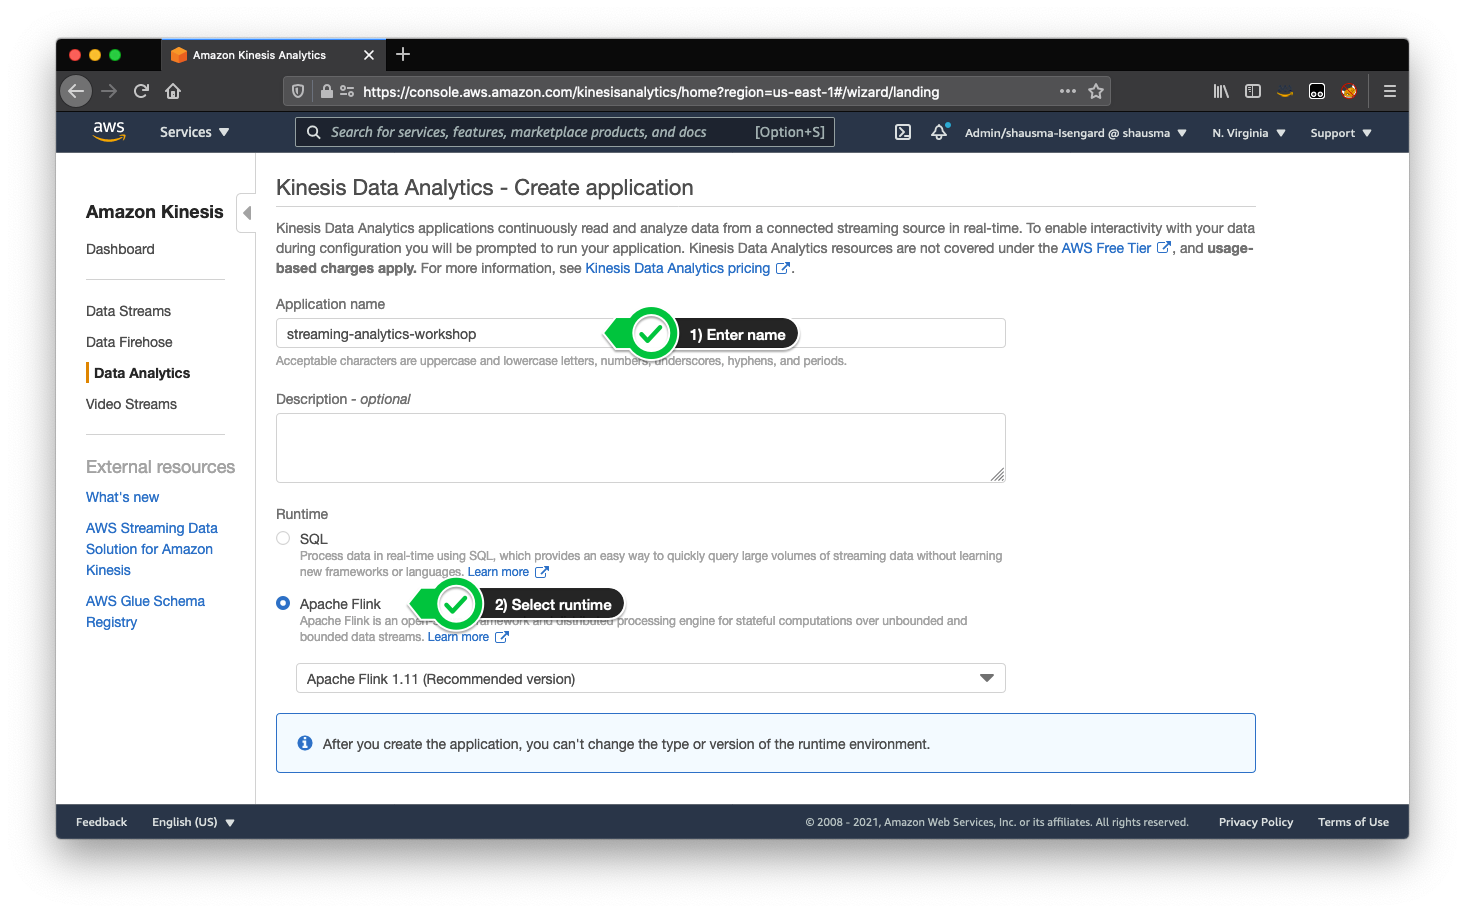 Amazon Kinesis Analytics
https://console.aws.amazon.com/kinesisanalytics/home?region=us-east-1#/wizard/landing
aws
Services
Search for services, features, marketplace products, and docs
[Option+S]
Admin/shausma-Isengard @ shausma
N. Virginia
Support
Amazon Kinesis
Dashboard
Data Streams
Data Firehose
Data Analytics
Video Streams
External resources
What's new
AWS Streaming Data
Solution for Amazon
Kinesis
AWS Glue Schema
Registry
Kinesis Data Analytics - Create application
Kinesis Data Analytics applications continuously read and analyze data from a connected streaming source in real-time. To enable interactivity with your data
during configuration you will be prompted to run your application. Kinesis Data Analytics resources are not covered under the AWS Free Tier , and usage-
based charges apply. For more information, see Kinesis Data Analytics pricing .
Application name
streaming-analytics-workshop
1) Enter name
Acceptable characters are uppercase and lowercase letters, numbers, underscores, hyphens, and periods.
Description - optional
Runtime
SQL
Process data in real-time using SQL, which provides an easy way to quickly query large volumes of streaming data without learning
new frameworks or languages. Learn more
Apache Flink
2) Select runtime
Apache Flink is an open-source framework and distributed processing engine for stateful computations over unbounded and
bounded data streams. Learn more
Apache Flink 1.11 (Recommended version)
After you create the application, you can't change the type or version of the runtime environment.
Feedback
English (US)
© 2008 - 2021, Amazon Web Services, Inc. or its affiliates. All rights reserved.
Privacy Policy
Terms of Use